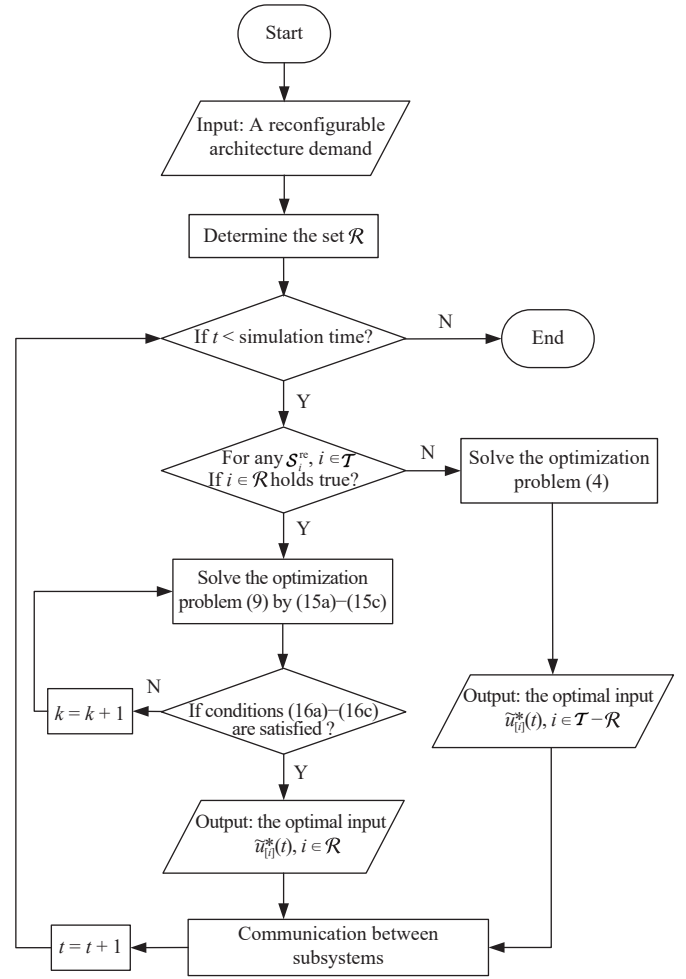 Start
Input: A reconfigurable
architecture demand
Determine the set ℛ
If t < simulation time?
N
End
Y
For any 𝓢ᵢʳᵉ, i ∈ 𝓣
If i ∈ ℛ holds true?
N
Solve the optimization
problem (4)
Y
Solve the optimization
problem (9) by (15a)−(15c)
N
k = k + 1
If conditions (16a)−(16c)
are satisfied ?
Output: the optimal input
ũ*[i](t), i ∈ 𝓣 − ℛ
Y
Output: the optimal input
ũ*[i](t), i ∈ ℛ
t = t + 1
Communication between
subsystems